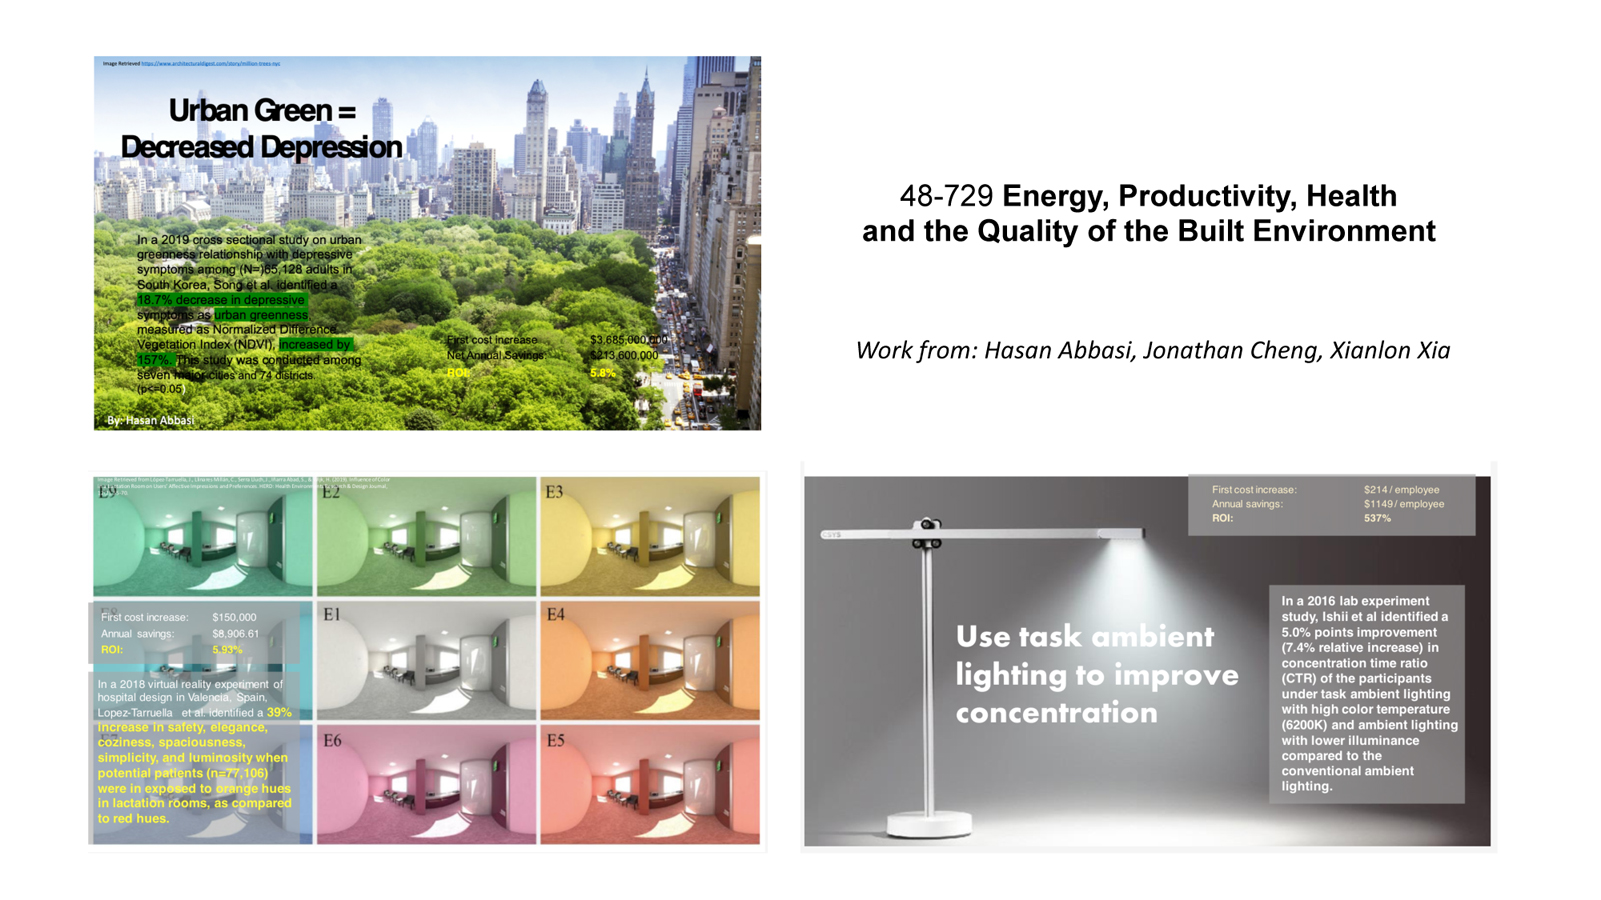 Image Retrieved https://www.architecturaldigest.com/story/million-trees-nyc
Urban Green =
Decreased Depression
In a 2019 cross sectional study on urban
greenness relationship with depressive
symptoms among (N=)65,128 adults in
South Korea, Song et al. identified a
18.7% decrease in depressive
symptoms as urban greenness,
measured as Normalized Difference
Vegetation Index (NDVI), increased by
157%. This study was conducted among
seven major cities and 74 districts.
(p<=0.05)
First cost increase $3,685,000,000
Net Annual Savings: $213,600,000
ROI: 5.8%
By: Hasan Abbasi
48-729 Energy, Productivity, Health
and the Quality of the Built Environment
Work from: Hasan Abbasi, Jonathan Cheng, Xianlon Xia
E9
E2
E3
First cost increase: $150,000
Annual savings: $8,906.61
ROI: 5.93%
E1
E4
In a 2018 virtual reality experiment of
hospital design in Valencia, Spain,
Lopez-Tarruella et al. identified a 39%
increase in safety, elegance,
coziness, spaciousness,
simplicity, and luminosity when
potential patients (n=77,106)
were in exposed to orange hues
in lactation rooms, as compared
to red hues.
E6
E5
First cost increase: $214 / employee
Annual savings: $1149 / employee
ROI: 537%
Use task ambient
lighting to improve
concentration
In a 2016 lab experiment
study, Ishii et al identified a
5.0% points improvement
(7.4% relative increase) in
concentration time ratio
(CTR) of the participants
under task ambient lighting
with high color temperature
(6200K) and ambient lighting
with lower illuminance
compared to the
conventional ambient
lighting.